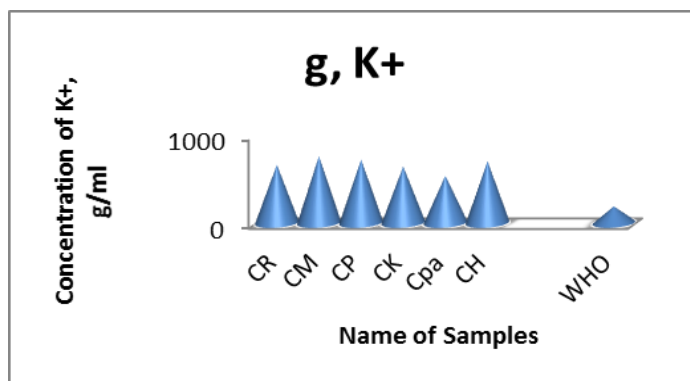 g, K+
Concentration of K+,
g/ml
1000
0
CR
CM
CP
CK
Cpa
CH
WHO
Name of Samples